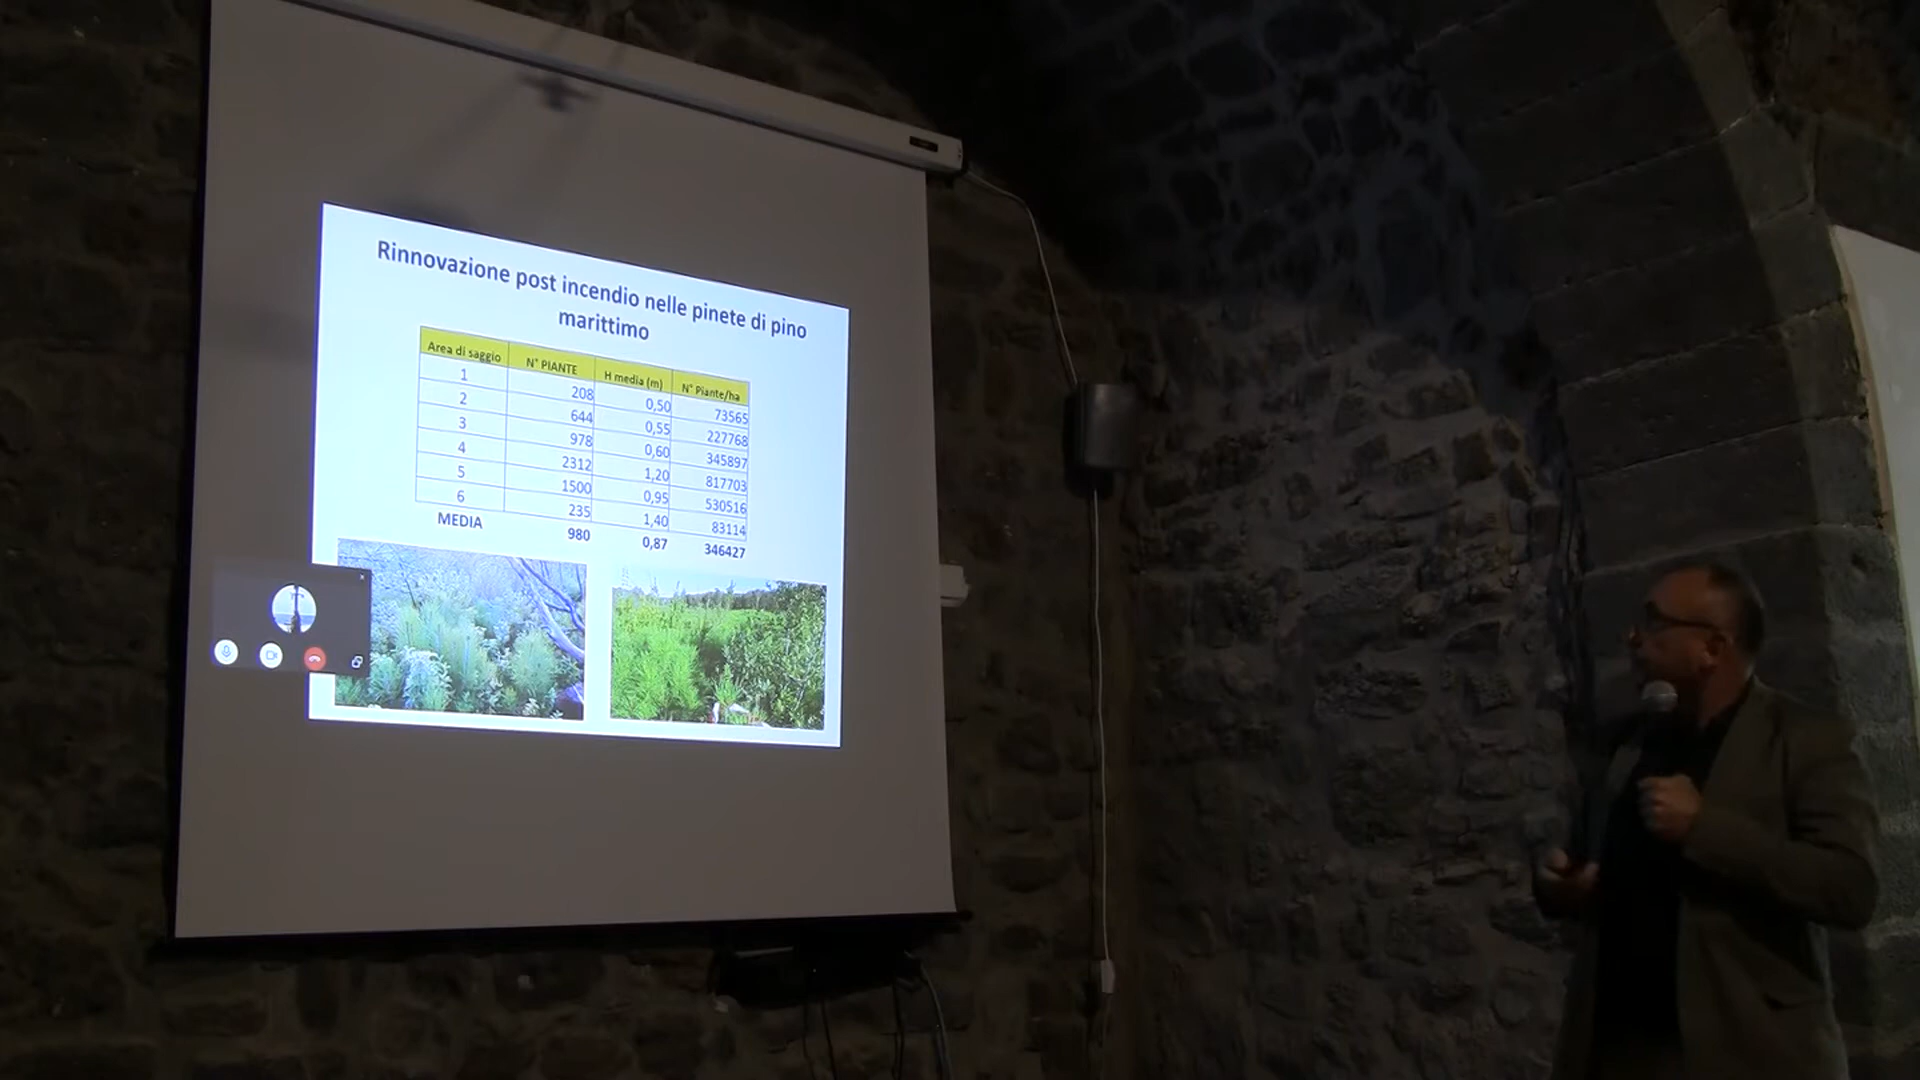 Rinnovazione post incendio nelle pinete di pino
marittimo
Area di saggio N° PIANTE H media (m) N° Piante/ha
1 208 0,50 73565
2 644 0,55 227768
3 978 0,60 345897
4 2312 1,20 817703
5 1500 0,95 530516
6 235 1,40 83114
MEDIA 980 0,87 346427